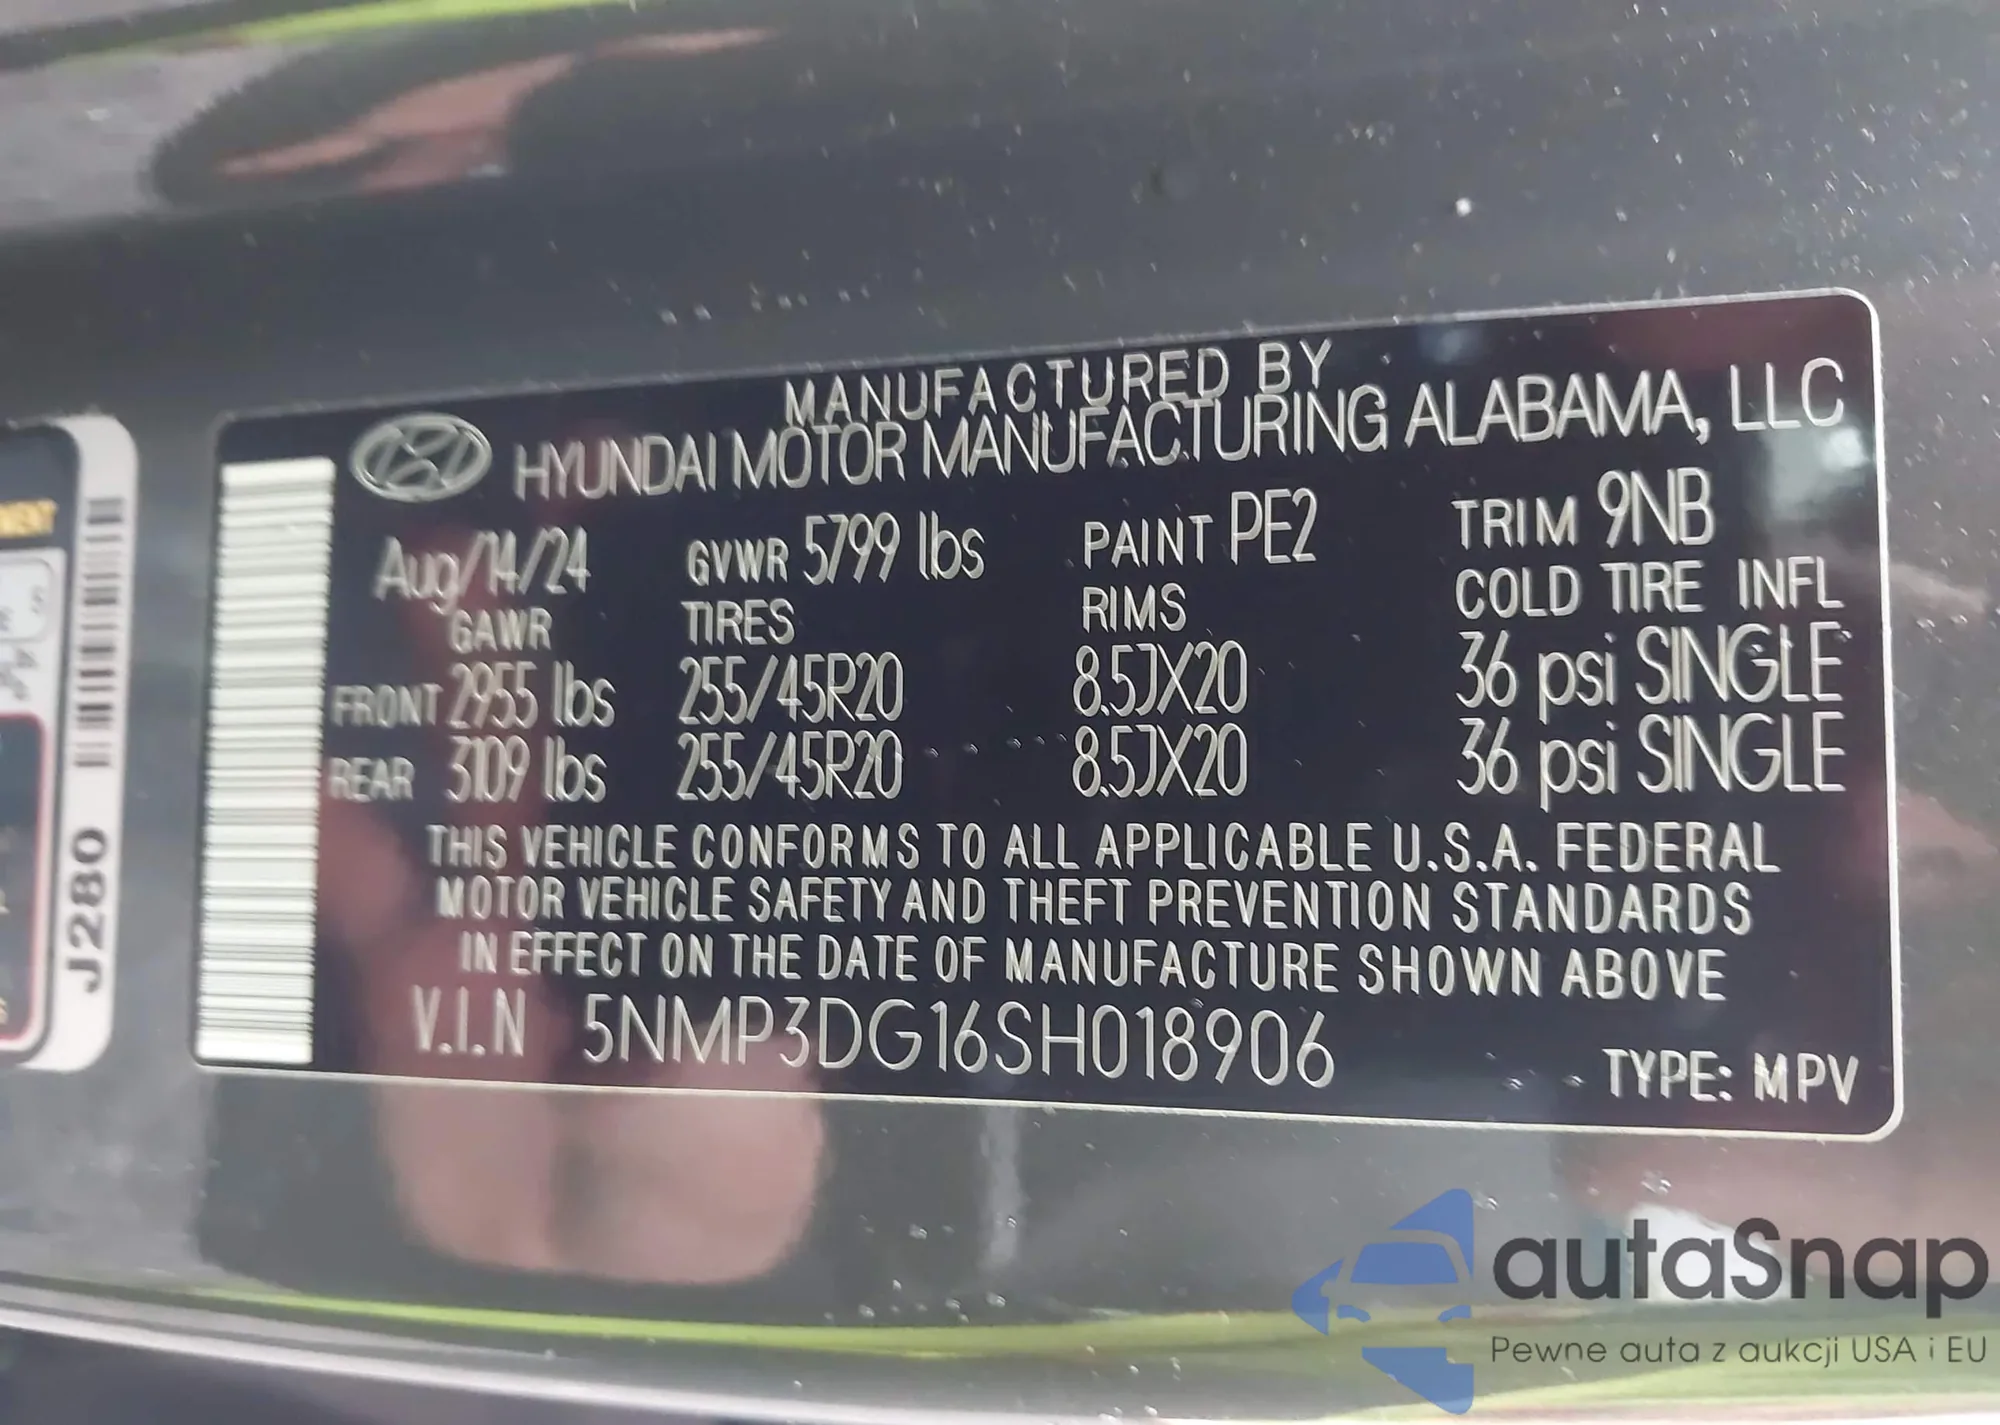 MANUFACTURED BY
HYUNDAI MOTOR MANUFACTURING ALABAMA, LLC
Aug/14/24 GVWR 5799 lbs PAINT PE2 TRIM 9NB
GAWR TIRES RIMS COLD TIRE INFL
FRONT 2955 lbs 255/45R20 8.5JX20 36 psi SINGLE
REAR 3109 lbs 255/45R20 8.5JX20 36 psi SINGLE
THIS VEHICLE CONFORMS TO ALL APPLICABLE U.S.A. FEDERAL
MOTOR VEHICLE SAFETY AND THEFT PREVENTION STANDARDS
IN EFFECT ON THE DATE OF MANUFACTURE SHOWN ABOVE
V.I.N 5NMP3DG16SH018906 TYPE: MPV
J280
autaSnap
Pewne auta z aukcji USA i EU